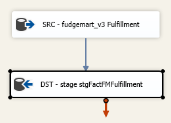 SRC - fudgemart_v3 Fulfillment
DST - stage stgFactFMFulfillment